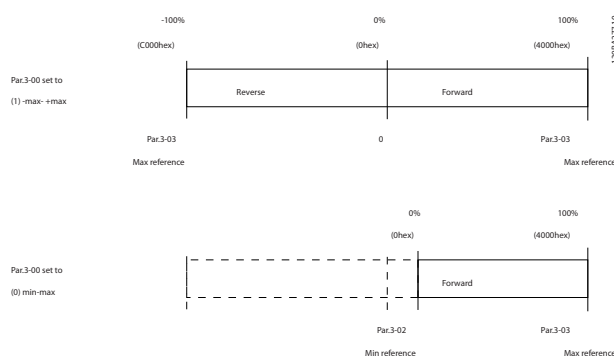 -100% 0% 100%
(C000hex) (0hex) (4000hex)
Par.3-00 set to
(1) -max- +max
Reverse Forward
Par.3-03 0 Par.3-03
Max reference Max reference
0% 100%
(0hex) (4000hex)
Par.3-00 set to
(0) min-max
Forward
Par.3-02 Par.3-03
Min reference Max reference